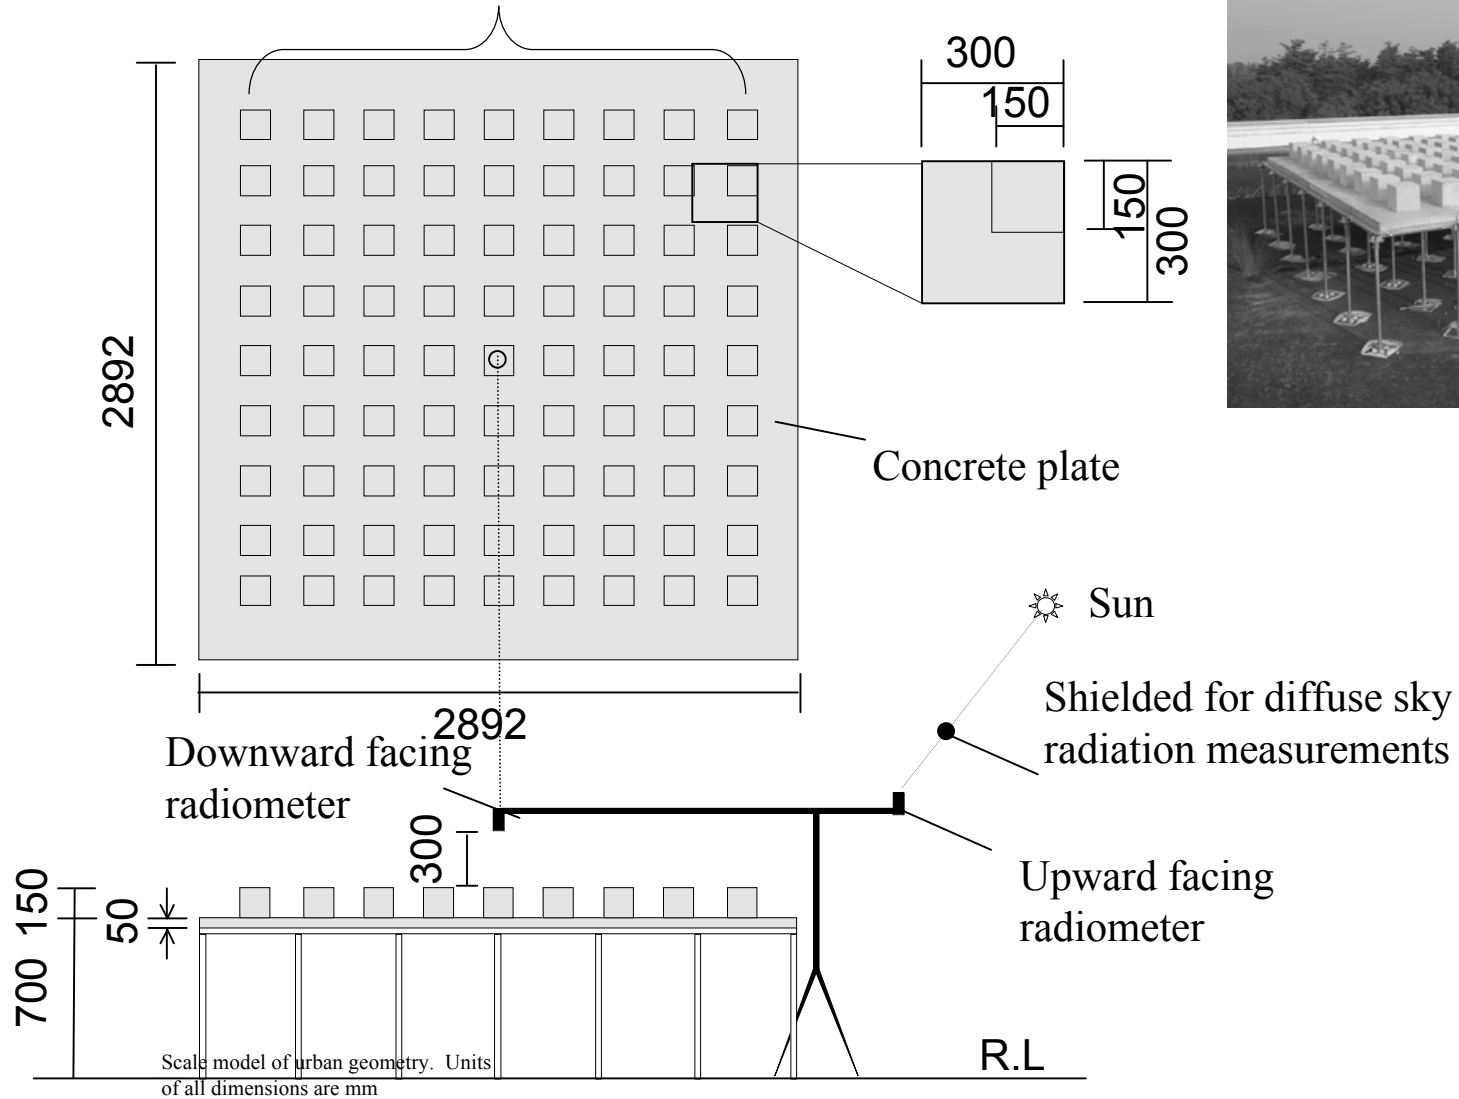 300
150
150
300
2892
Concrete plate
Sun
2892
Shielded for diffuse sky
radiation measurements
Downward facing
radiometer
300
Upward facing
radiometer
150
50
700
R.L
Scale model of urban geometry. Units
of all dimensions are mm